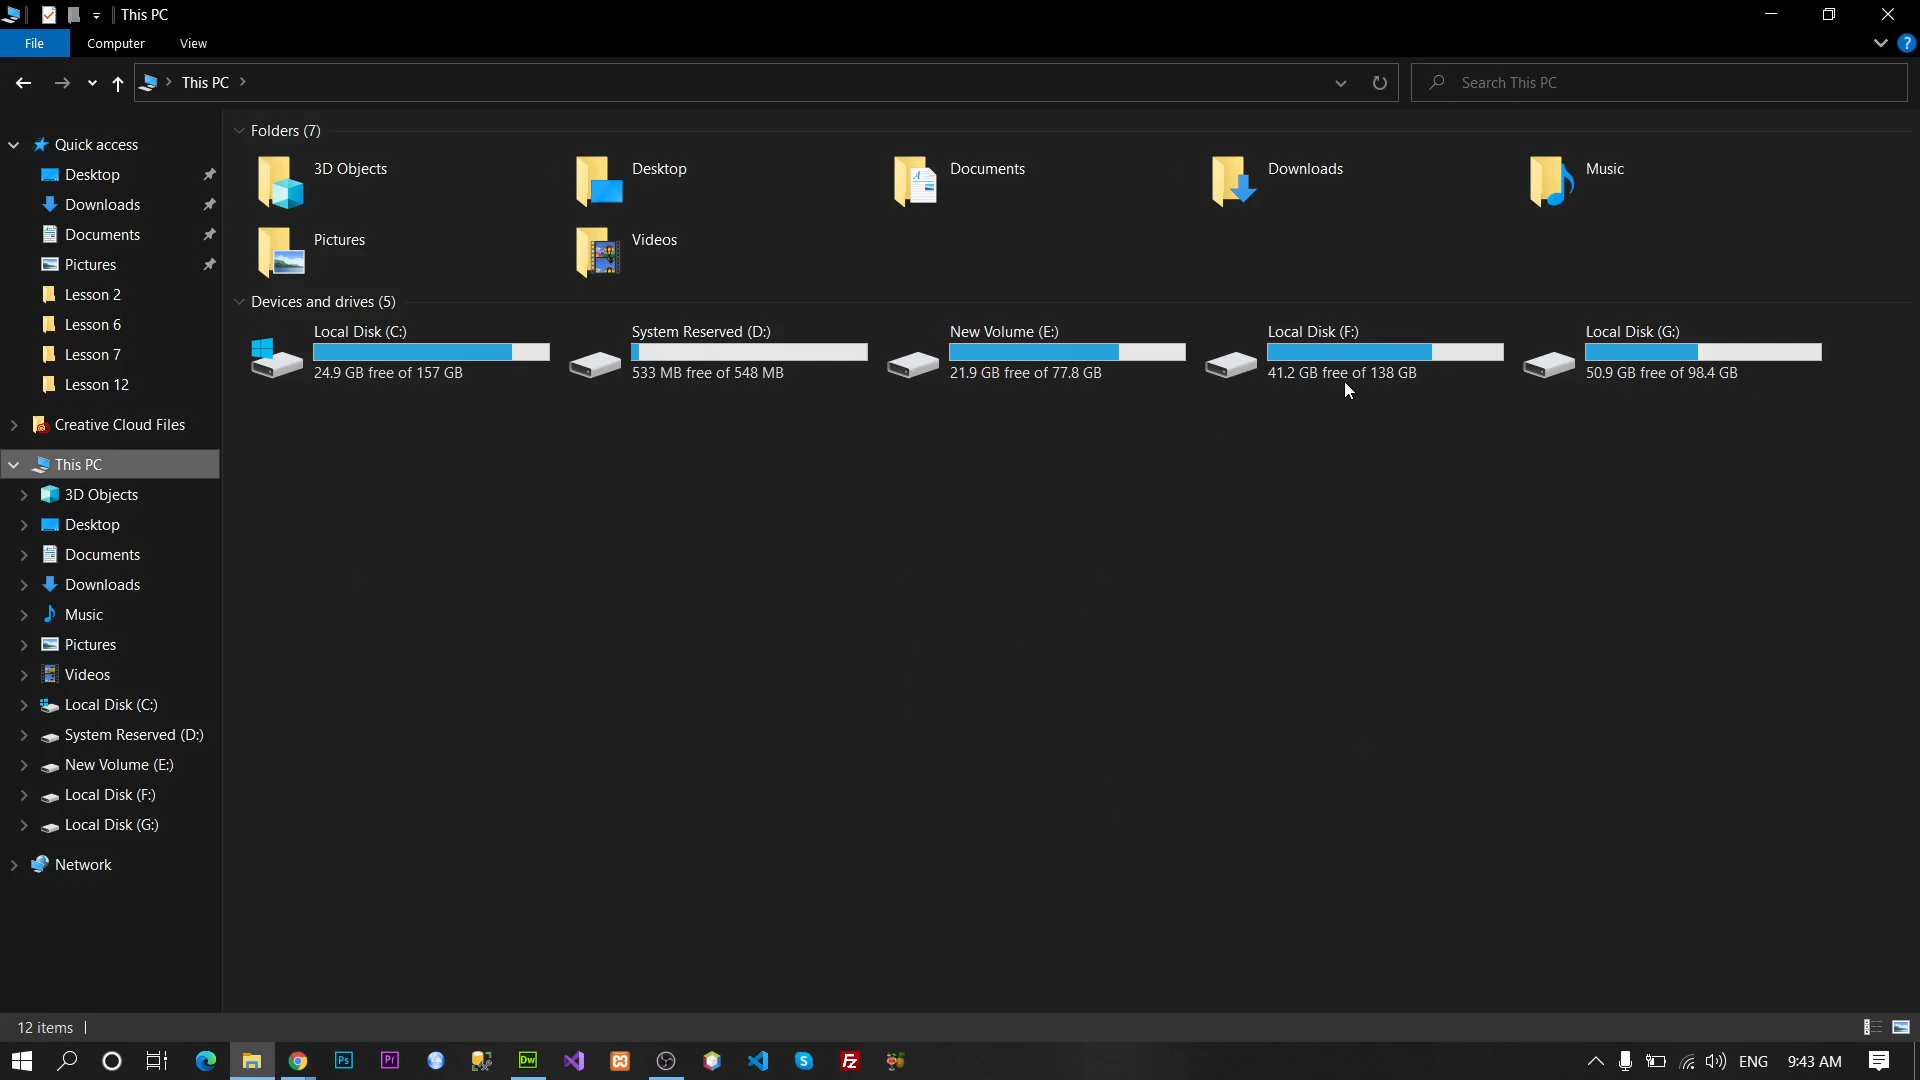 This PC
File Computer View
This PC
Search This PC
Quick access
Desktop
Downloads
Documents
Pictures
Lesson 2
Lesson 6
Lesson 7
Lesson 12
Creative Cloud Files
This PC
3D Objects
Desktop
Documents
Downloads
Music
Pictures
Videos
Local Disk (C:)
System Reserved (D:)
New Volume (E:)
Local Disk (F:)
Local Disk (G:)
Network
Folders (7)
3D Objects Desktop Documents Downloads Music
Pictures Videos
Devices and drives (5)
Local Disk (C:) System Reserved (D:) New Volume (E:) Local Disk (F:) Local Disk (G:)
24.9 GB free of 157 GB 533 MB free of 548 MB 21.9 GB free of 77.8 GB 41.2 GB free of 138 GB 50.9 GB free of 98.4 GB
12 items
Ps Pr Dw S Fz ENG 9:43 AM